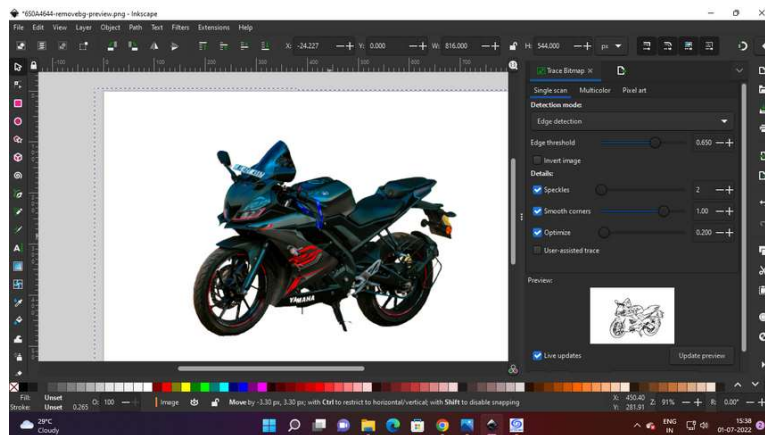 *650A4644-removebg-preview.png - Inkscape
File Edit View Layer Object Path Text Filters Extensions Help
X: -24.227 Y: 0.000 W: 816.000 H: 544.000 px
Trace Bitmap
Single scan Multicolor Pixel art
Detection mode:
Edge detection
Edge threshold 0.650
Invert image
Details:
Speckles 2
Smooth corners 1.00
Optimize 0.200
User-assisted trace
Preview:
Live updates Update preview
YAMAHA
Fill: Unset
Stroke: Unset 0.265
O: 100
Image Move by -3.30 px, 3.30 px; with Ctrl to restrict to horizontal/vertical; with Shift to disable snapping
X: 450.40
Y: 281.91
Z: 91% R: 0.00°
29°C
Cloudy
ENG
IN
15:38
01-07-2022